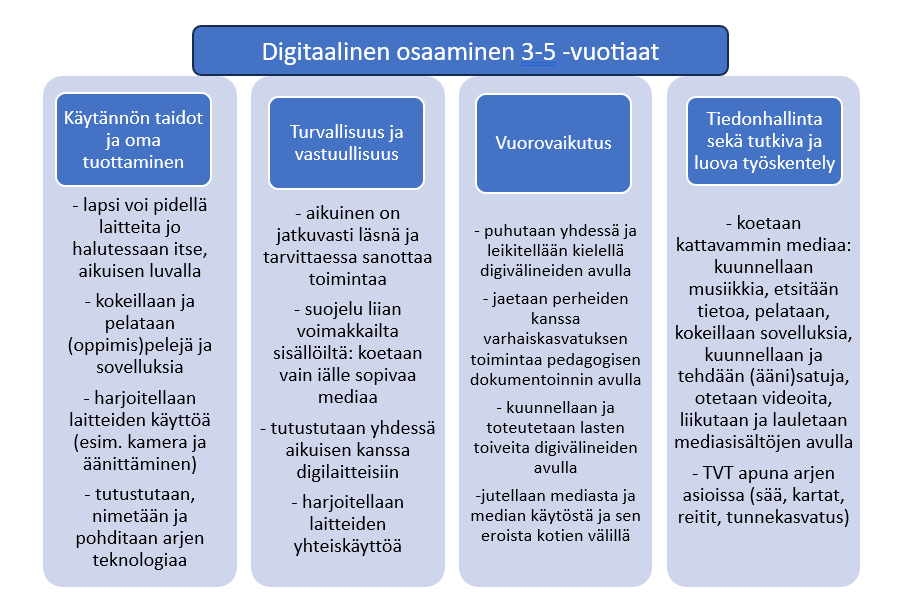 Digitaalinen osaaminen 3-5 -vuotiaat
Käytännön taidot
ja oma
tuottaminen
- lapsi voi pidellä
laitteita jo
halutessaan itse,
aikuisen luvalla
- kokeillaan ja
pelataan
(oppimis)pelejä ja
sovelluksia
- harjoitellaan
laitteiden käyttöä
(esim. kamera ja
äänittäminen)
- tutustutaan,
nimetään ja
pohditaan arjen
teknologiaa
Turvallisuus ja
vastuullisuus
- aikuinen on
jatkuvasti läsnä ja
tarvittaessa sanottaa
toimintaa
- suojelu liian
voimakkailta
sisällöiltä: koetaan
vain iälle sopivaa
mediaa
- tutustutaan yhdessä
aikuisen kanssa
digilaitteisiin
- harjoitellaan
laitteiden
yhteiskäyttöä
Vuorovaikutus
- puhutaan yhdessä ja
leikitellään kielellä
digivälineiden avulla
- jaetaan perheiden
kanssa
varhaiskasvatuksen
toimintaa pedagogisen
dokumentoinnin avulla
- kuunnellaan ja
toteutetaan lasten
toiveita digivälineiden
avulla
-jutellaan mediasta ja
median käytöstä ja sen
eroista kotien välillä
Tiedonhallinta
sekä tutkiva ja
luova työskentely
- koetaan
kattavammin mediaa:
kuunnellaan
musiikkia, etsitään
tietoa, pelataan,
kokeillaan sovelluksia,
kuunnellaan ja
tehdään (ääni)satuja,
otetaan videoita,
liikutaan ja lauletaan
mediasisältöjen avulla
- TVT apuna arjen
asioissa (sää, kartat,
reitit, tunnekasvatus)